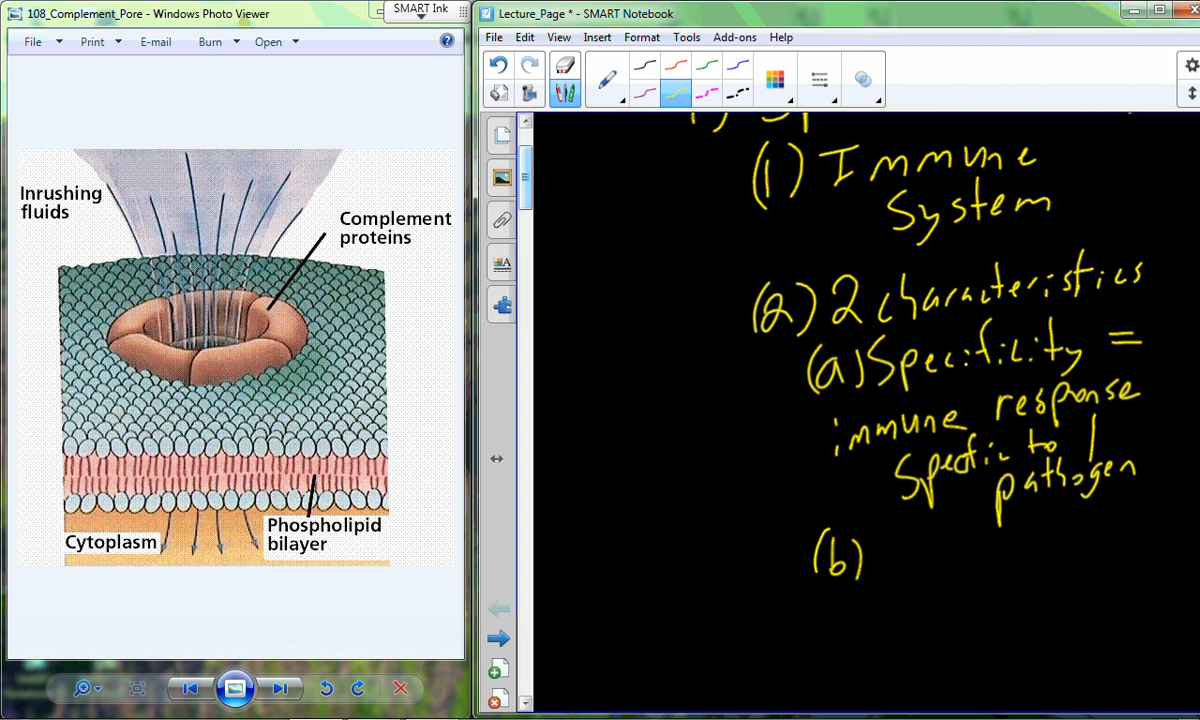 108_Complement_Pore - Windows Photo Viewer
SMART Ink
File Print E-mail Burn Open
Inrushing
fluids
Complement
proteins
Cytoplasm
Phospholipid
bilayer
Lecture_Page * - SMART Notebook
File Edit View Insert Format Tools Add-ons Help
(1) Immune
System
(2) 2 characteristics
(a) Specificity =
immune response
specific to 1
pathogen
(b)